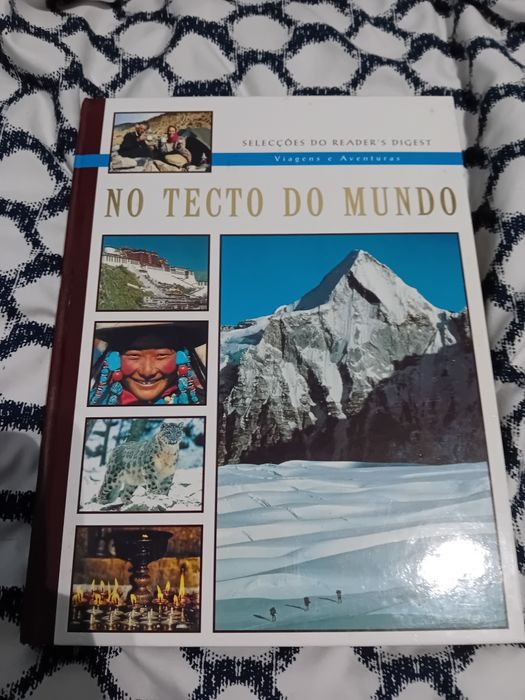 SELECÇÕES DO READER'S DIGEST
Viagens e Aventuras
NO TECTO DO MUNDO